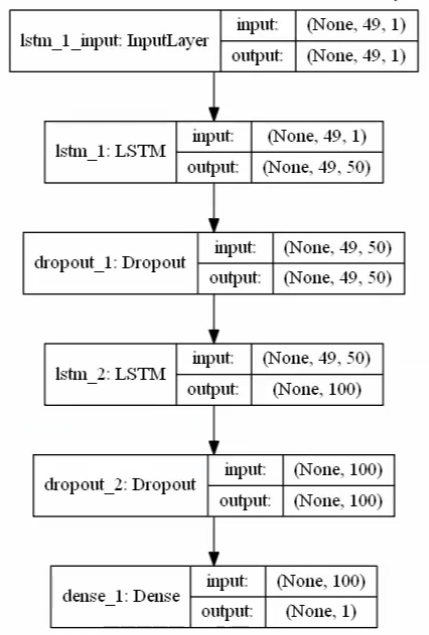 lstm_1_input: InputLayer
input: (None, 49, 1)
output: (None, 49, 1)
lstm_1: LSTM
input: (None, 49, 1)
output: (None, 49, 50)
dropout_1: Dropout
input: (None, 49, 50)
output: (None, 49, 50)
lstm_2: LSTM
input: (None, 49, 50)
output: (None, 100)
dropout_2: Dropout
input: (None, 100)
output: (None, 100)
dense_1: Dense
input: (None, 100)
output: (None, 1)